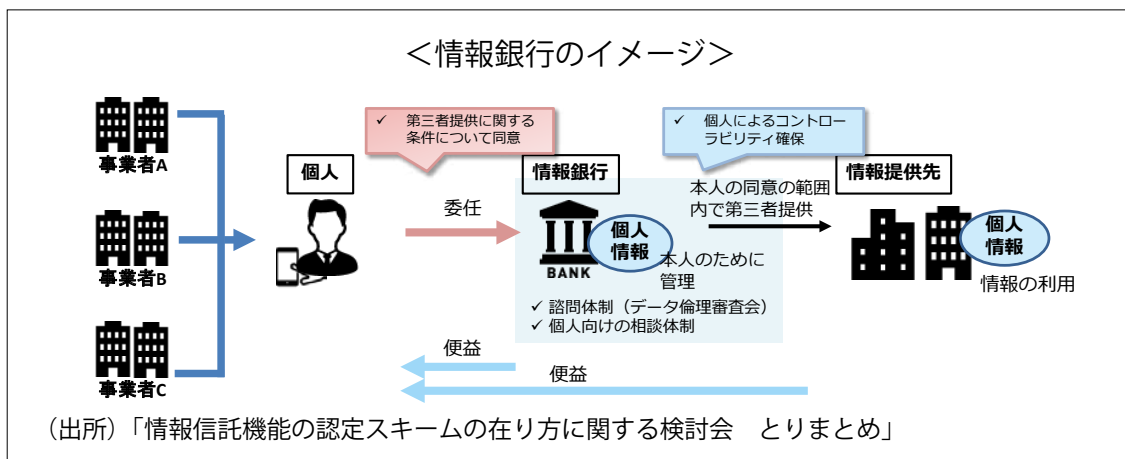 ＜情報銀行のイメージ＞
✓ 第三者提供に関する
条件について同意
✓ 個人によるコントロー
ラビリティ確保
事業者A
個人
情報銀行
情報提供先
委任
本人の同意の範囲
内で第三者提供
事業者B
BANK
個人
情報
本人のために
管理
個人
情報
情報の利用
✓ 諮問体制（データ倫理審査会）
✓ 個人向けの相談体制
事業者C
便益
便益
（出所）「情報信託機能の認定スキームの在り方に関する検討会　とりまとめ」